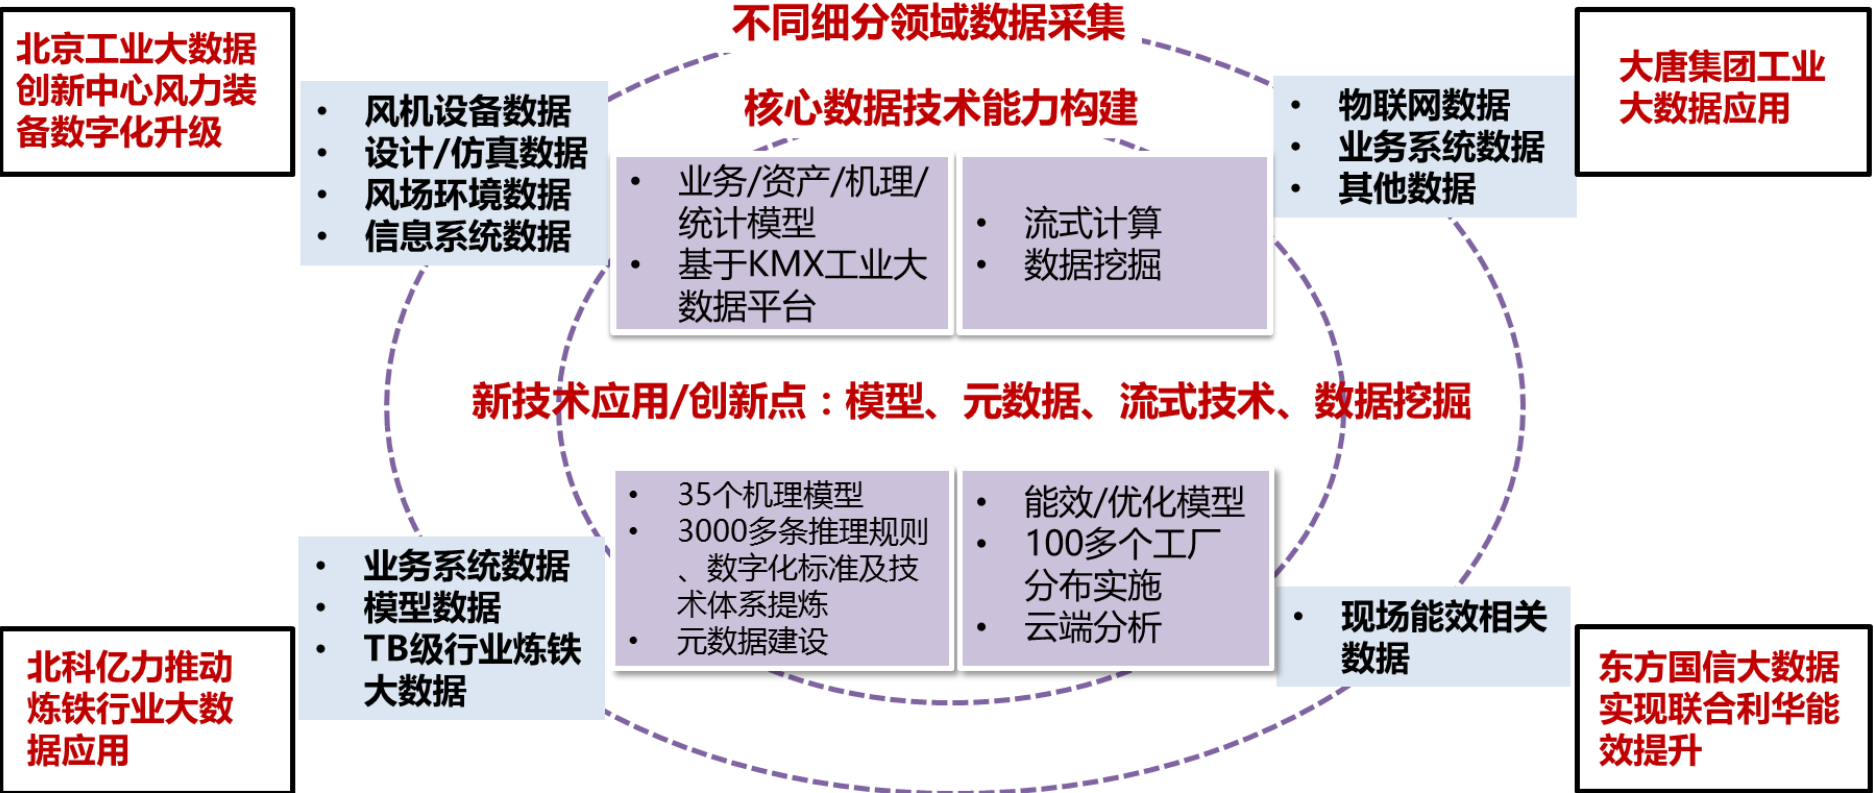 不同细分领域数据采集
北京工业大数据
创新中心风力装
备数字化升级
• 风机设备数据
• 设计/仿真数据
• 风场环境数据
• 信息系统数据
核心数据技术能力构建
• 业务/资产/机理/
统计模型
• 基于KMX工业大
数据平台
• 流式计算
• 数据挖掘
• 物联网数据
• 业务系统数据
• 其他数据
大唐集团工业
大数据应用
新技术应用/创新点：模型、元数据、流式技术、数据挖掘
北科亿力推动
炼铁行业大数
据应用
• 业务系统数据
• 模型数据
• TB级行业炼铁
大数据
• 35个机理模型
• 3000多条推理规则
、数字化标准及技
术体系提炼
• 元数据建设
• 能效/优化模型
• 100多个工厂
分布实施
• 云端分析
• 现场能效相关
数据
东方国信大数据
实现联合利华能
效提升